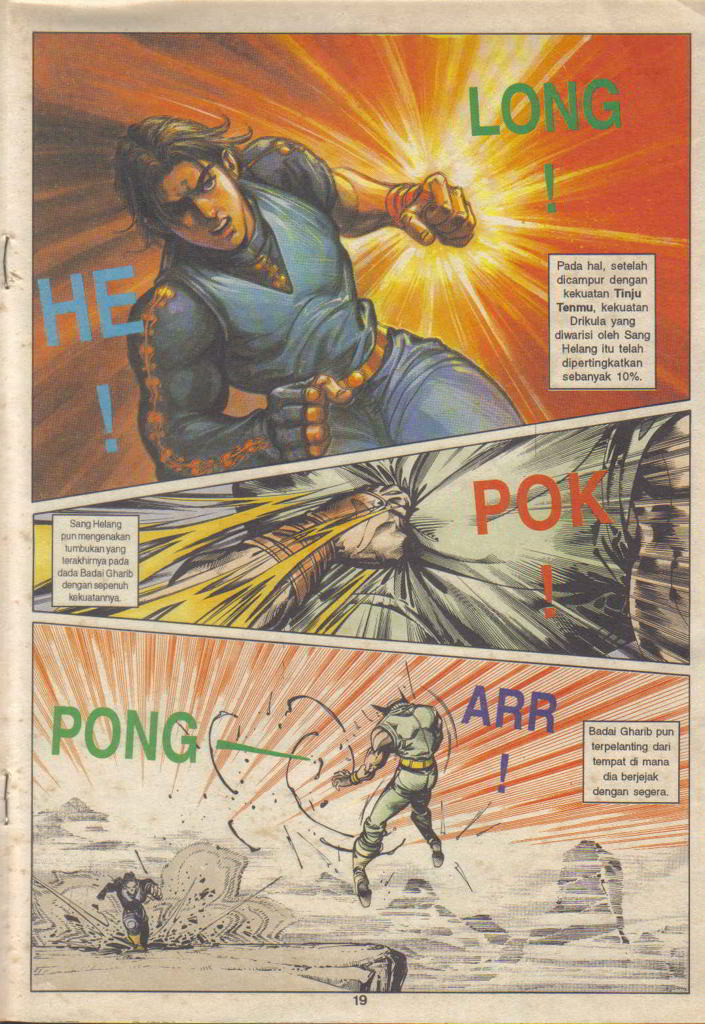 LONG
!
HE
!
Pada hal, setelah
dicampur dengan
kekuatan Tinju
Tenmu, kekuatan
Drikula yang
diwarisi oleh Sang
Helang itu telah
dipertingkatkan
sebanyak 10%.
POK
!
Sang Helang
pun mengenakan
tumbukan yang
terakhirnya pada
dada Badai Gharib
dengan sepenuh
kekuatannya.
PONG
ARR
!
Badai Gharib pun
terpelanting dari
tempat di mana
dia berjejak
dengan segera.
19